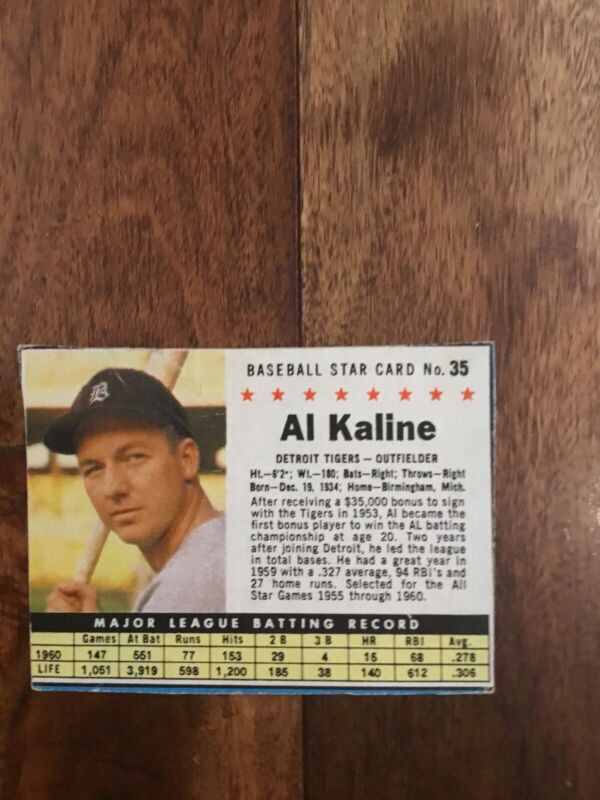 BASEBALL STAR CARD No. 35
Al Kaline
DETROIT TIGERS — OUTFIELDER
Ht.—6'2"; Wt.—180; Bats—Right; Throws—Right
Born—Dec. 19, 1934; Home—Birmingham, Mich.
After receiving a $35,000 bonus to sign
with the Tigers in 1953, Al became the
first bonus player to win the AL batting
championship at age 20. Two years
after joining Detroit, he led the league
in total bases. He had a great year in
1959 with a .327 average, 94 RBI's and
27 home runs. Selected for the All
Star Games 1955 through 1960.
MAJOR LEAGUE BATTING RECORD
Games At Bat Runs Hits 2 B 3 B HR RBI Avg.
1960 147 551 77 153 29 4 15 68 .278
LIFE 1,051 3,919 598 1,200 185 38 140 612 .306